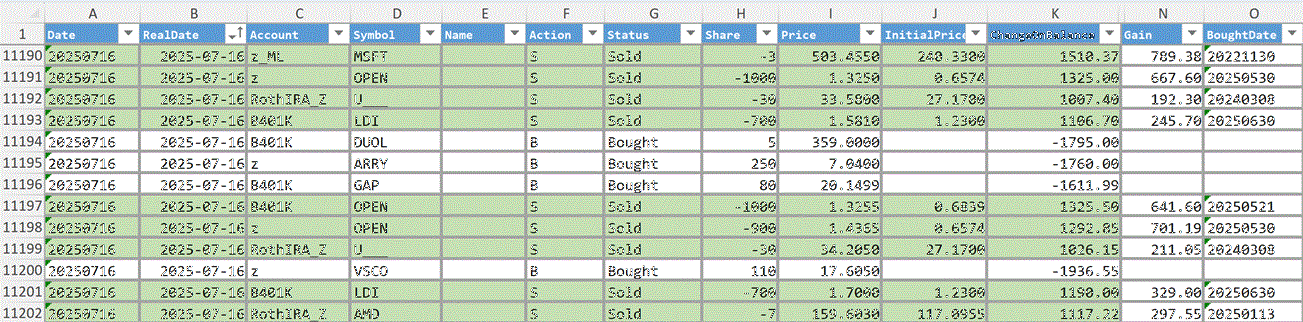 A B C D E F G H I J K N O
1 Date RealDate Account Symbol Name Action Status Share Price InitialPrice ChangeOnBalance Gain BoughtDate
11190 20250716 2025-07-16 z_ML MSFT S Sold -3 503.4550 240.3300 1510.37 789.38 20221130
11191 20250716 2025-07-16 z OPEN S Sold -1000 1.3250 0.6574 1325.00 667.60 20250530
11192 20250716 2025-07-16 RothIRA_Z U___ S Sold -30 33.5800 27.1700 1007.40 192.30 20240308
11193 20250716 2025-07-16 8401K LDI S Sold -700 1.5810 1.2300 1106.70 245.70 20250630
11194 20250716 2025-07-16 8401K DUOL B Bought 5 359.0000 -1795.00
11195 20250716 2025-07-16 z ARRY B Bought 250 7.0400 -1760.00
11196 20250716 2025-07-16 8401K GAP B Bought 80 20.1499 -1611.99
11197 20250716 2025-07-16 8401K OPEN S Sold -1000 1.3255 0.6839 1325.50 641.60 20250521
11198 20250716 2025-07-16 z OPEN S Sold -900 1.4365 0.6574 1292.85 701.19 20250530
11199 20250716 2025-07-16 RothIRA_Z U___ S Sold -30 34.2050 27.1700 1026.15 211.05 20240308
11200 20250716 2025-07-16 z VSCO B Bought 110 17.6050 -1936.55
11201 20250716 2025-07-16 8401K LDI S Sold -700 1.7000 1.2300 1190.00 329.00 20250630
11202 20250716 2025-07-16 RothIRA_Z AMD S Sold -7 159.6030 117.0955 1117.22 297.55 20250113